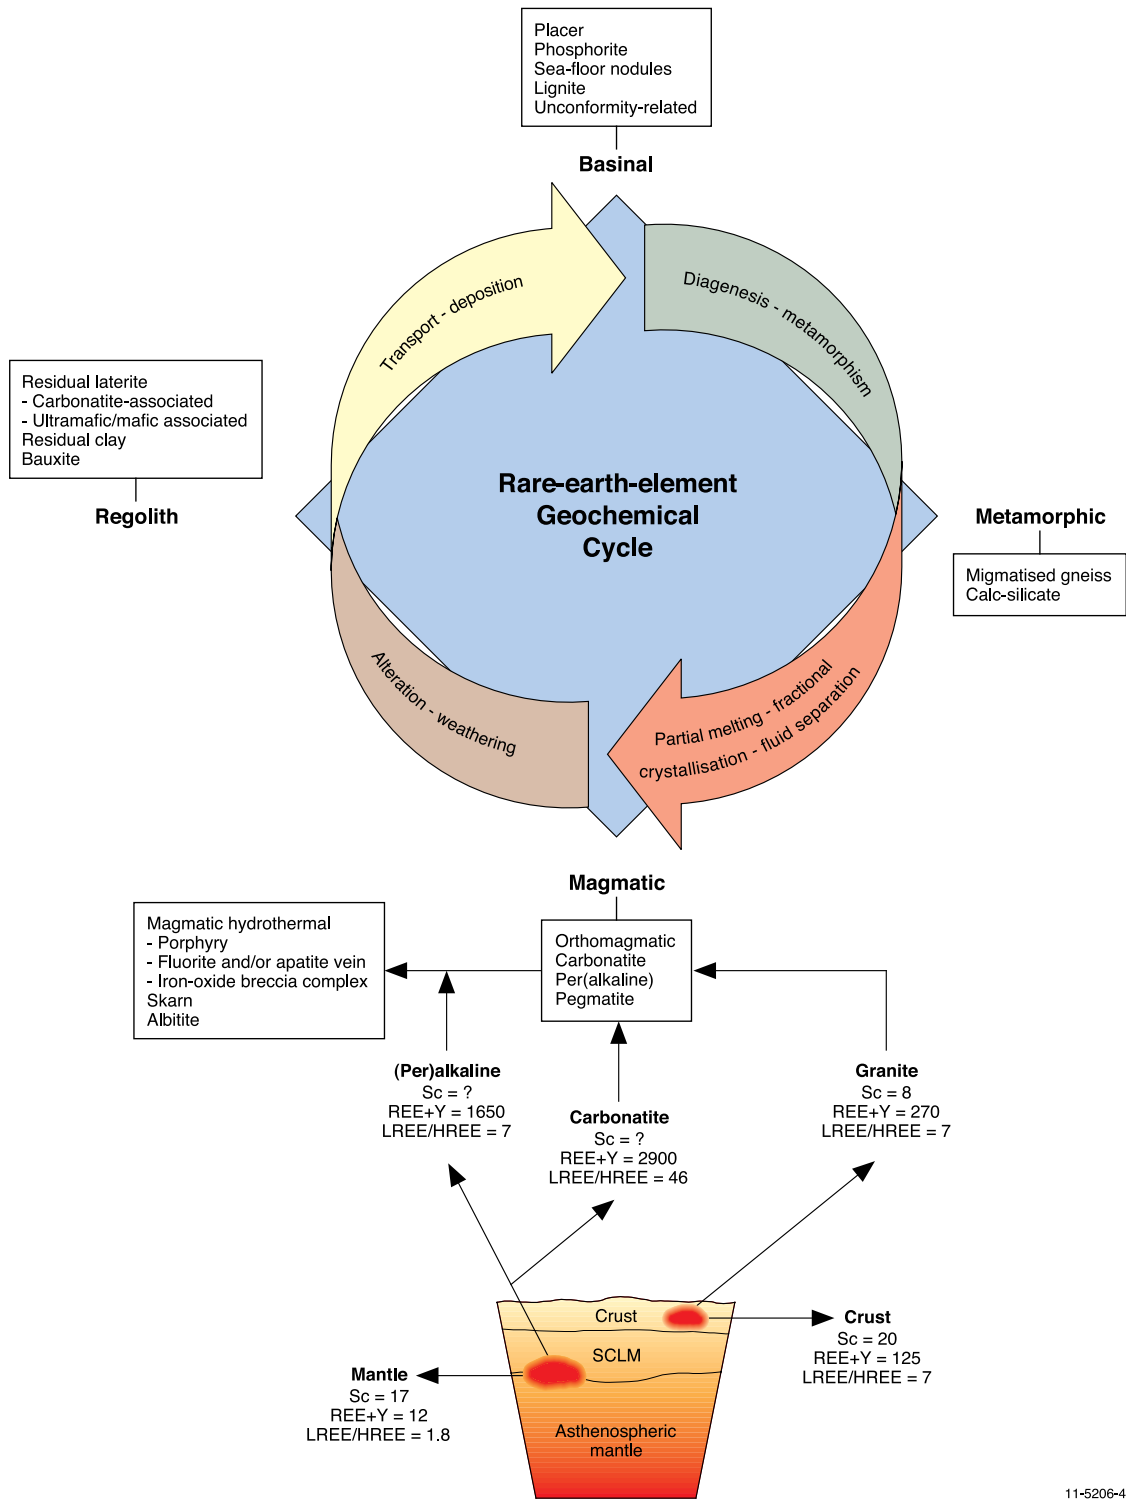 Placer
Phosphorite
Sea-floor nodules
Lignite
Unconformity-related
Basinal
Transport - deposition
Diagenesis - metamorphism
Residual laterite
- Carbonatite-associated
- Ultramafic/mafic associated
Residual clay
Bauxite
Regolith
Rare-earth-element
Geochemical
Cycle
Metamorphic
Migmatised gneiss
Calc-silicate
Alteration - weathering
Partial melting - fractional
crystallisation - fluid separation
Magmatic
Magmatic hydrothermal
- Porphyry
- Fluorite and/or apatite vein
- Iron-oxide breccia complex
Skarn
Albitite
Orthomagmatic
Carbonatite
Per(alkaline)
Pegmatite
(Per)alkaline
Sc = ?
REE+Y = 1650
LREE/HREE = 7
Carbonatite
Sc = ?
REE+Y = 2900
LREE/HREE = 46
Granite
Sc = 8
REE+Y = 270
LREE/HREE = 7
Crust
SCLM
Asthenospheric
mantle
Crust
Sc = 20
REE+Y = 125
LREE/HREE = 7
Mantle
Sc = 17
REE+Y = 12
LREE/HREE = 1.8
11-5206-4